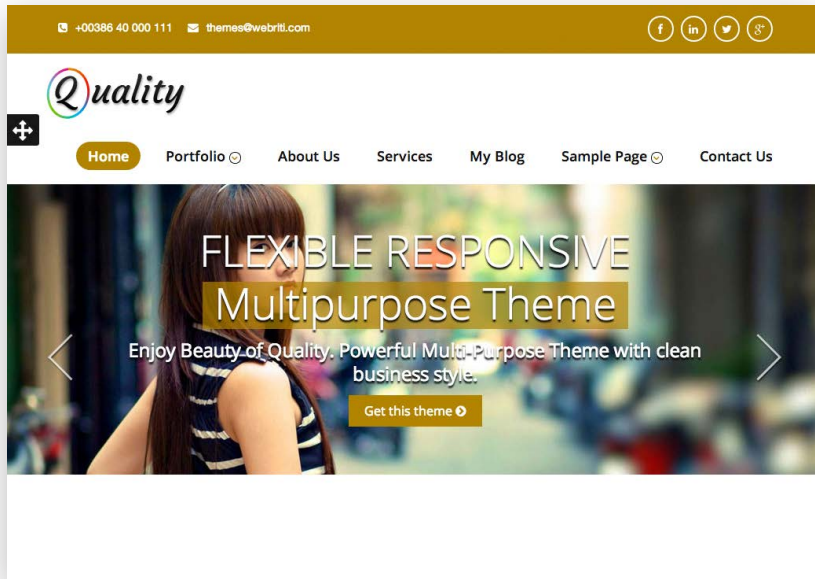 +00386 40 000 111 themes@webriti.com
Quality
Home Portfolio About Us Services My Blog Sample Page Contact Us
FLEXIBLE RESPONSIVE
Multipurpose Theme
Enjoy Beauty of Quality. Powerful Multi-Purpose Theme with clean
business style.
Get this theme